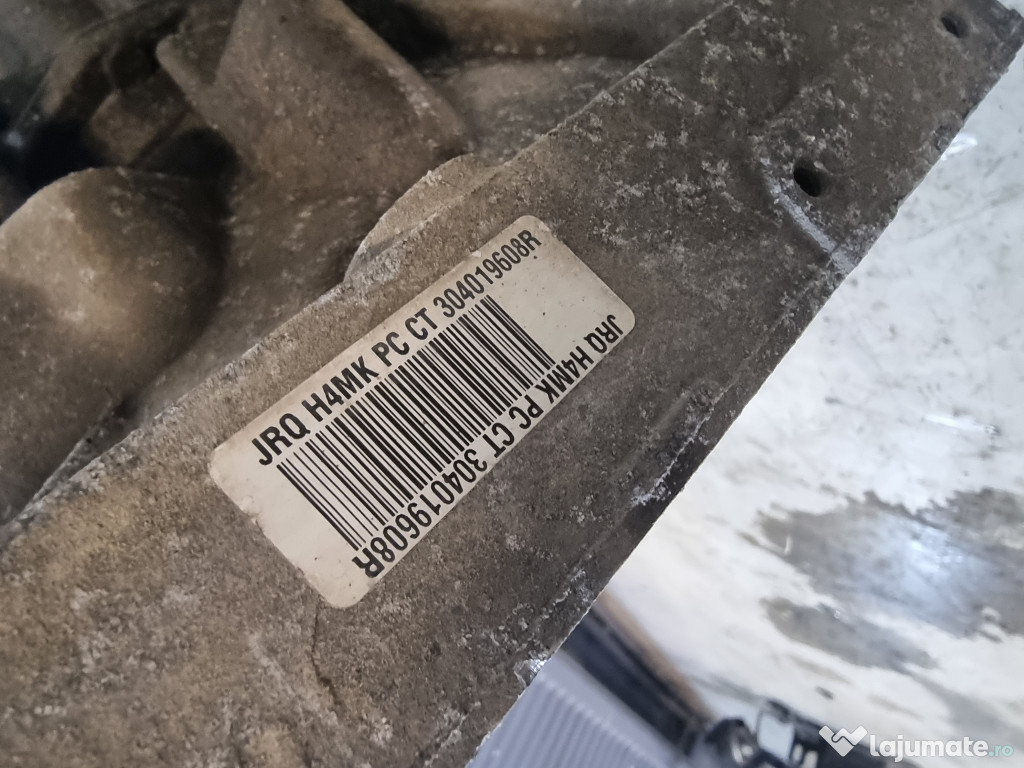 JRQ H4MK PC CT 304019608R
JRQ H4MK PC CT 304019608R
lajumate.ro